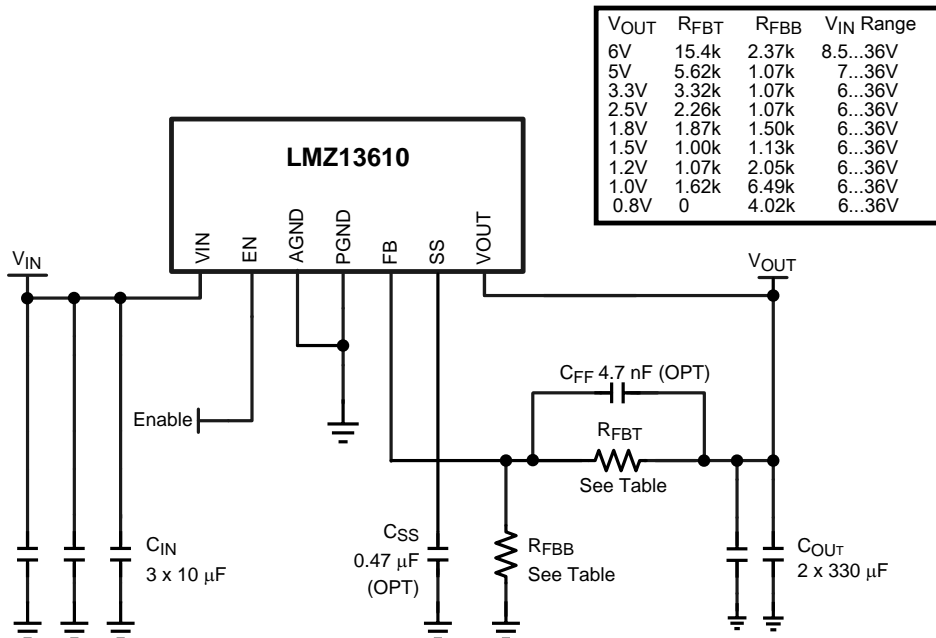 VOUT RFBT RFBB VIN Range
6V 15.4k 2.37k 8.5...36V
5V 5.62k 1.07k 7...36V
3.3V 3.32k 1.07k 6...36V
2.5V 2.26k 1.07k 6...36V
1.8V 1.87k 1.50k 6...36V
1.5V 1.00k 1.13k 6...36V
1.2V 1.07k 2.05k 6...36V
1.0V 1.62k 6.49k 6...36V
0.8V 0 4.02k 6...36V
LMZ13610
VIN EN AGND PGND FB SS VOUT
VIN
VOUT
CFF 4.7 nF (OPT)
Enable
RFBT
See Table
CIN
3 x 10 μF
CSS
0.47 μF
(OPT)
RFBB
See Table
COUT
2 x 330 μF